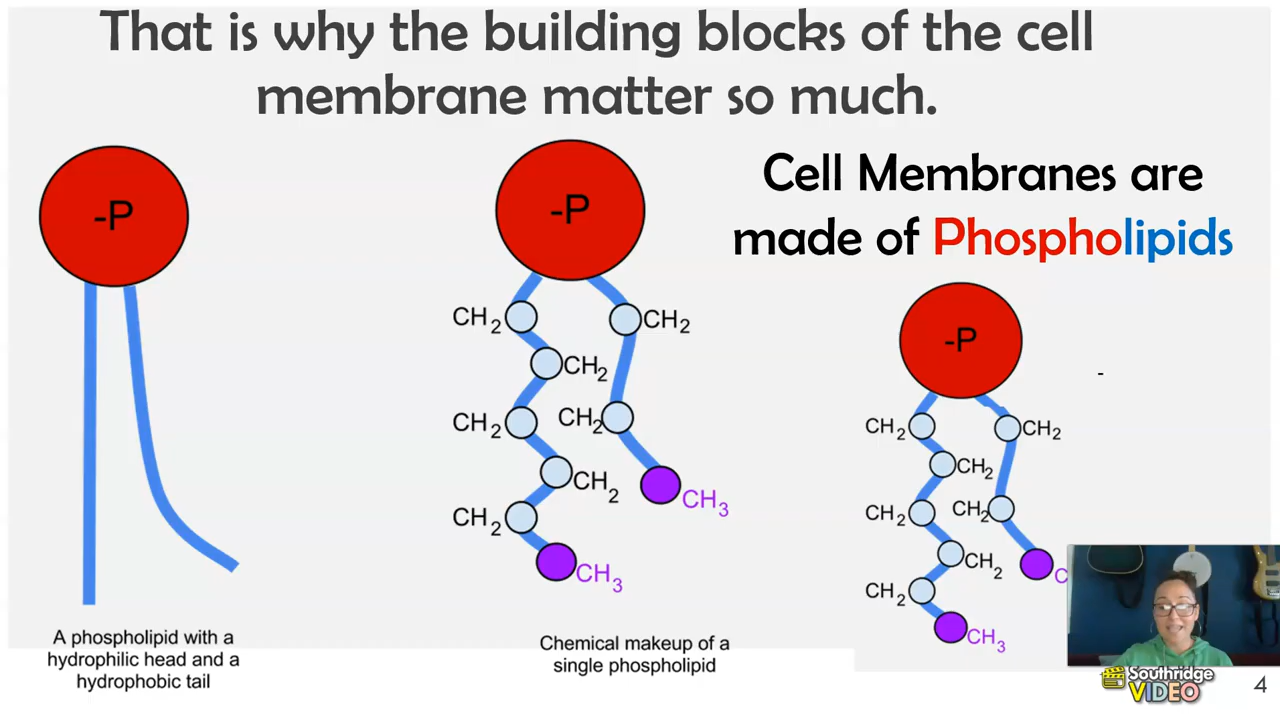 That is why the building blocks of the cell
membrane matter so much.
Cell Membranes are
made of Phospholipids
-P
A phospholipid with a
hydrophilic head and a
hydrophobic tail
-P
CH2
CH2
CH2
CH2
CH2
CH2
CH2
CH3
CH3
Chemical makeup of a
single phospholipid
-P
-
CH2
CH2
CH2
CH2
CH2
CH2
CH2
C
CH3
Southridge
VIDEO
4